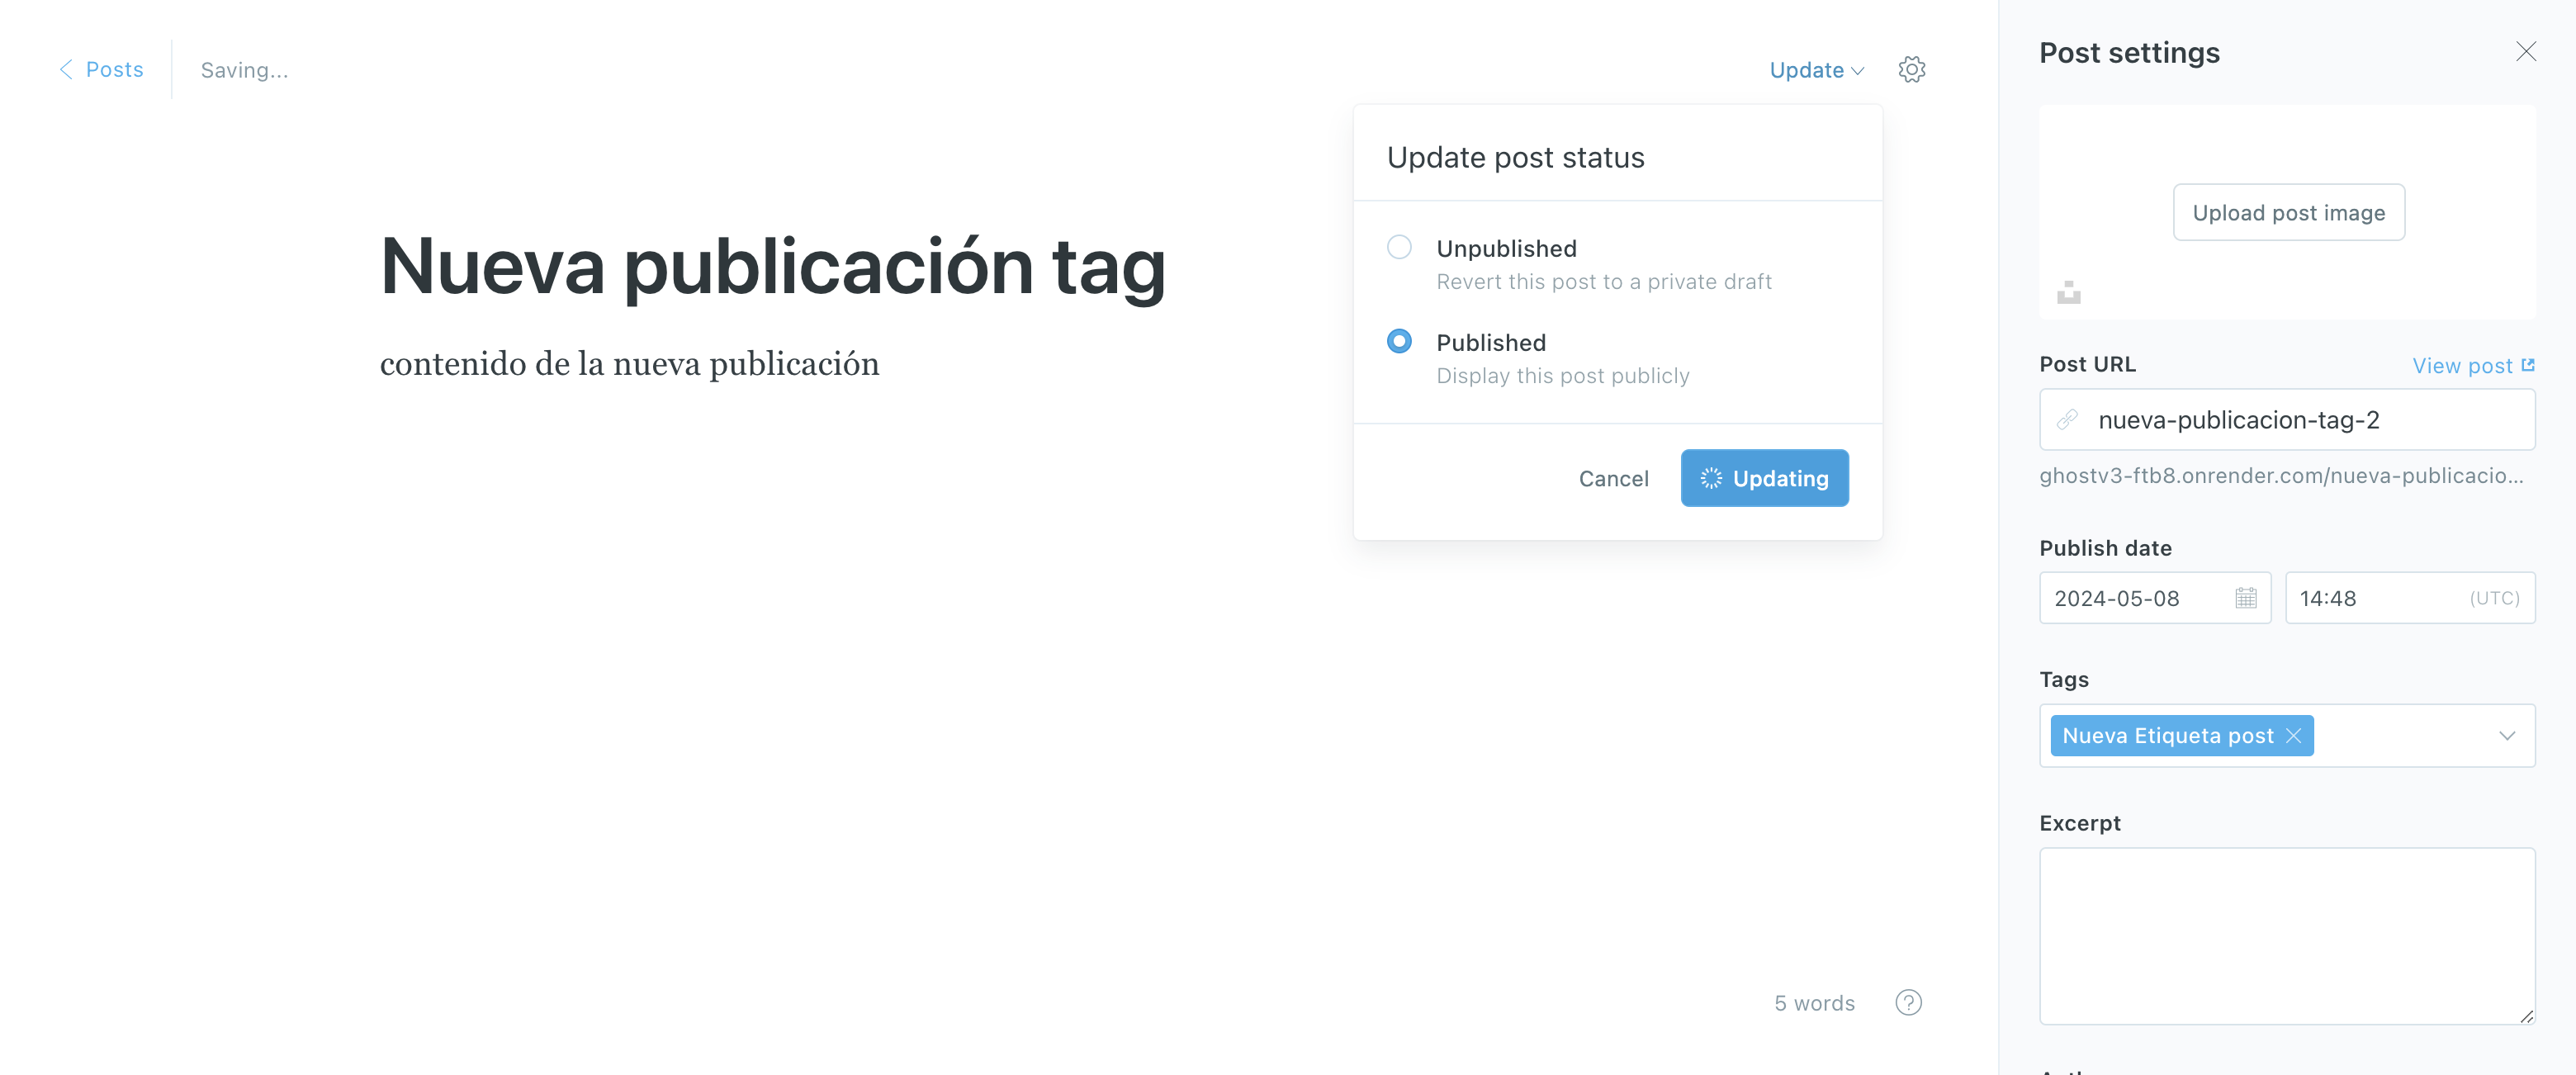 Posts
Saving...
Update
Update post status
Unpublished
Revert this post to a private draft
Published
Display this post publicly
Cancel
Updating
Nueva publicación tag
contenido de la nueva publicación
5 words
?
Post settings
Upload post image
Post URL
View post
nueva-publicacion-tag-2
ghostv3-ftb8.onrender.com/nueva-publicacio...
Publish date
2024-05-08
14:48 (UTC)
Tags
Nueva Etiqueta post
Excerpt